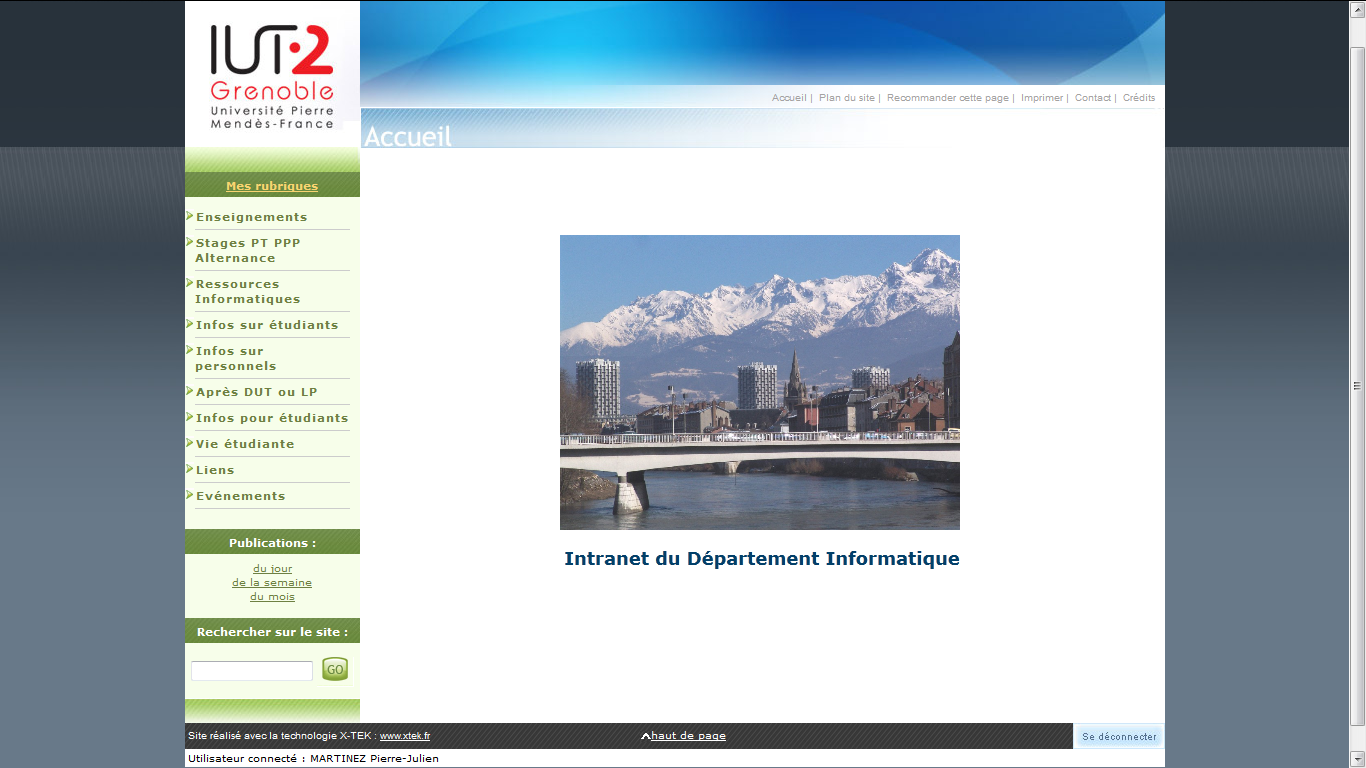 IUT.2
Grenoble
Université Pierre
Mendès-France
Accueil | Plan du site | Recommander cette page | Imprimer | Contact | Crédits
Accueil
Mes rubriques
Enseignements
Stages PT PPP
Alternance
Ressources
Informatiques
Infos sur étudiants
Infos sur
personnels
Après DUT ou LP
Infos pour étudiants
Vie étudiante
Liens
Evénements
Intranet du Département Informatique
Publications :
du jour
de la semaine
du mois
Rechercher sur le site :
GO
Site réalisé avec la technologie X-TEK : www.xtek.fr
haut de page
Se déconnecter
Utilisateur connecté : MARTINEZ Pierre-Julien